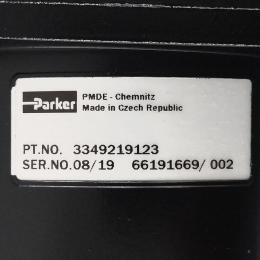 Parker
PMDE - Chemnitz
Made in Czech Republic
PT.NO. 3349219123
SER.NO.08/19 66191669/ 002